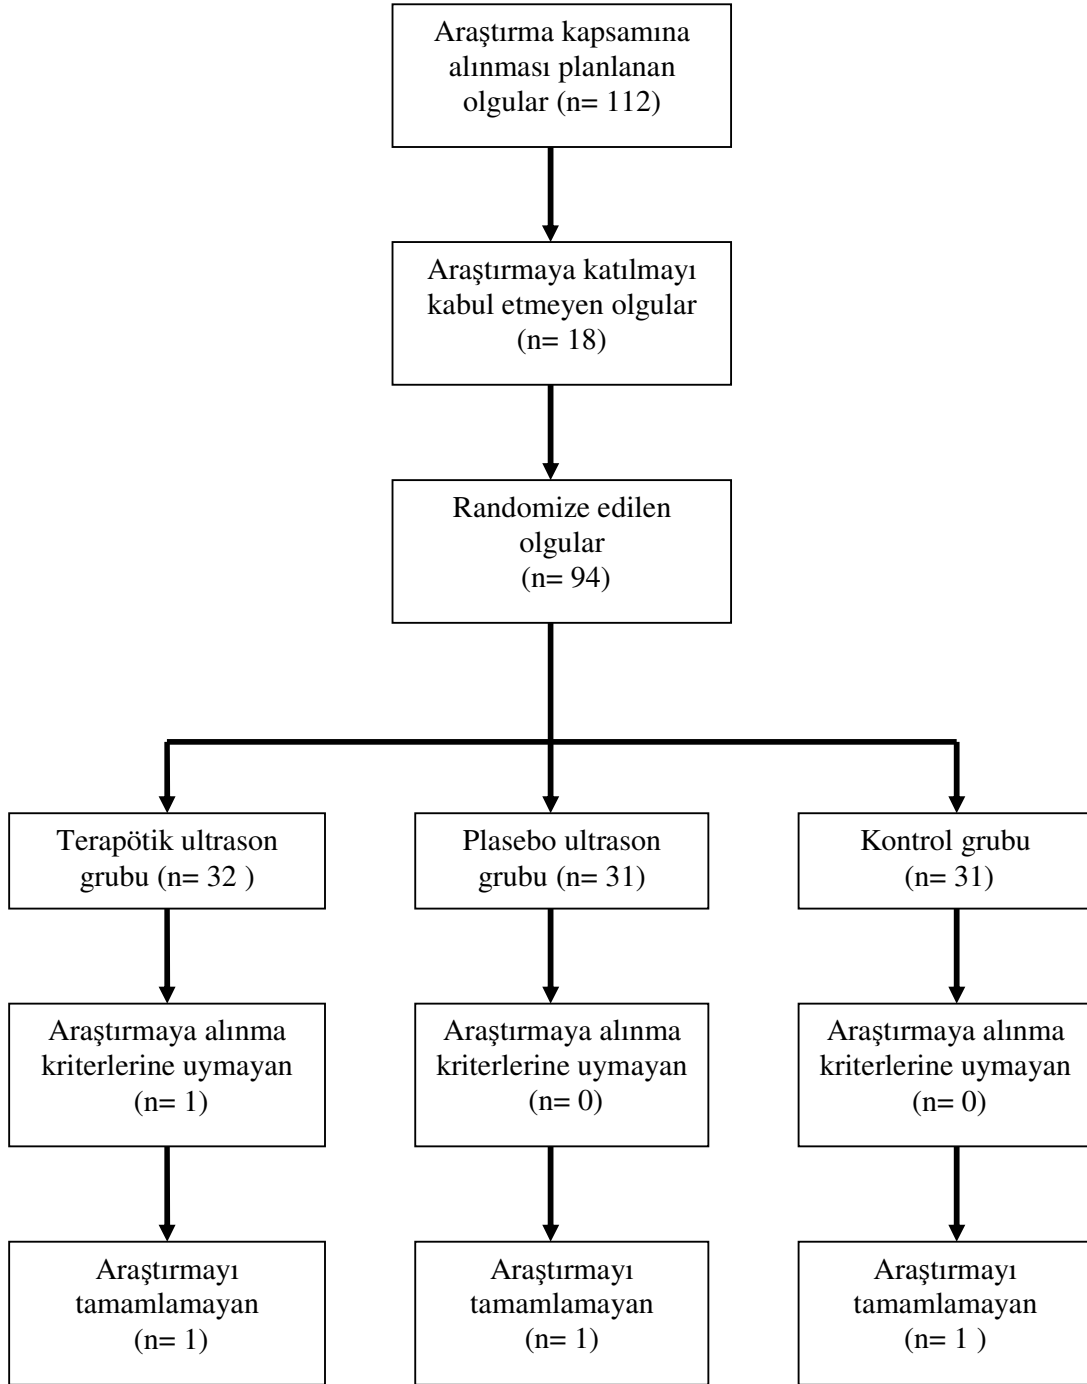 Araştırma kapsamına
alınması planlanan
olgular (n= 112)
Araştırmaya katılmayı
kabul etmeyen olgular
(n= 18)
Randomize edilen
olgular
(n= 94)
Terapötik ultrason
grubu (n= 32 )
Plasebo ultrason
grubu (n= 31)
Kontrol grubu
(n= 31)
Araştırmaya alınma
kriterlerine uymayan
(n= 1)
Araştırmaya alınma
kriterlerine uymayan
(n= 0)
Araştırmaya alınma
kriterlerine uymayan
(n= 0)
Araştırmayı
tamamlamayan
(n= 1)
Araştırmayı
tamamlamayan
(n= 1)
Araştırmayı
tamamlamayan
(n= 1 )